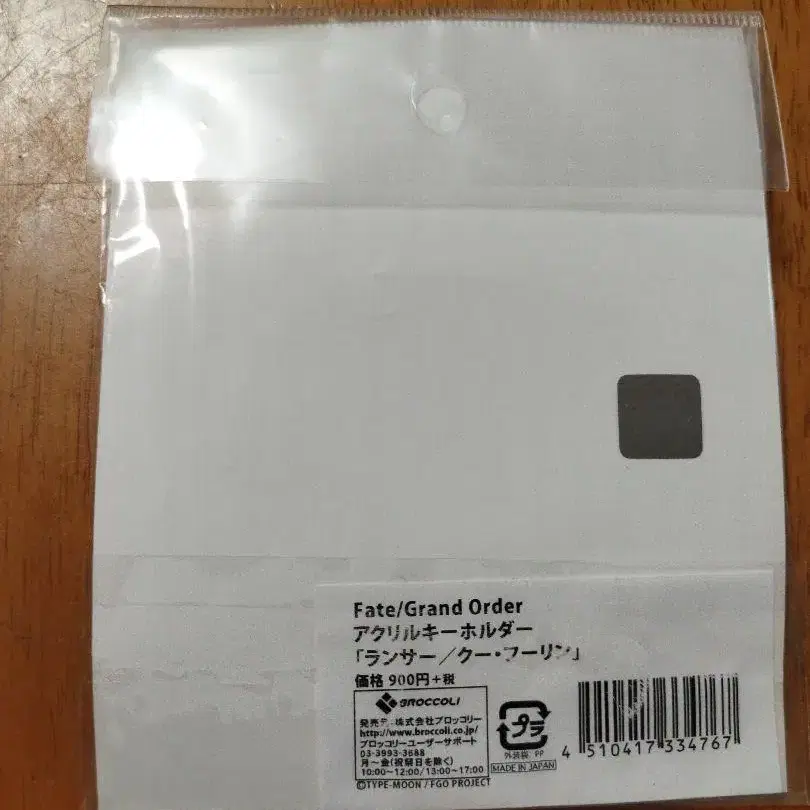 Fate/Grand Order
アクリルキーホルダー
「ランサー／クー・フーリン」
価格 900円+税
BROCCOLI
発売元:株式会社ブロッコリー
http://www.broccoli.co.jp/
ブロッコリーユーザーサポート
03-3993-3688
月～金(祝祭日を除く)
10:00~12:00/13:00~17:00
©TYPE-MOON / FGO PROJECT
プラ
外装袋: PP
MADE IN JAPAN
4 510417 334767